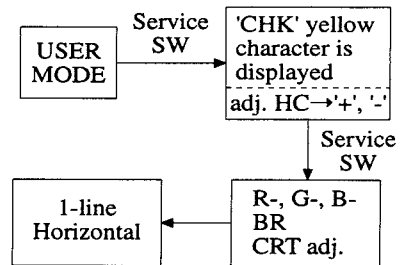 USER
MODE
Service
SW
'CHK' yellow
character is
displayed
adj. HC→'+', '-'
Service
SW
R-, G-, B-
BR
CRT adj.
1-line
Horizontal